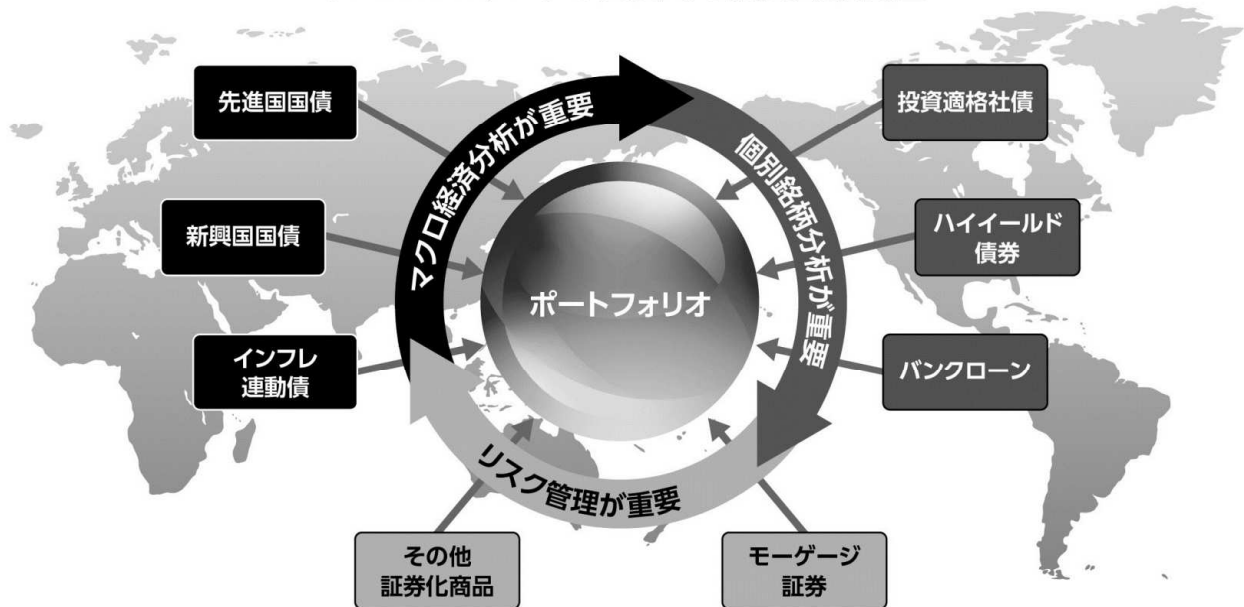 先進国国債
新興国国債
インフレ
連動債
マクロ経済分析が重要
ポートフォリオ
個別銘柄分析が重要
投資適格社債
ハイイールド
債券
バンクローン
リスク管理が重要
その他
証券化商品
モーゲージ
証券